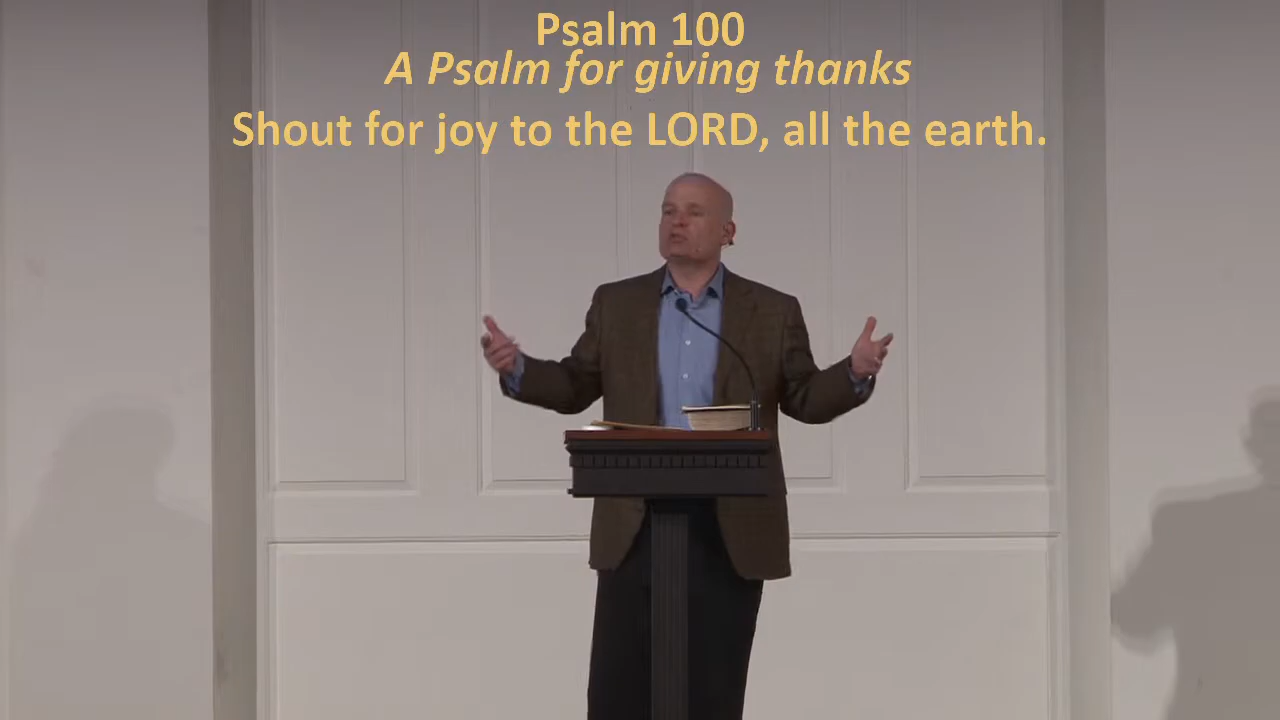 Psalm 100
A Psalm for giving thanks
Shout for joy to the LORD, all the earth.